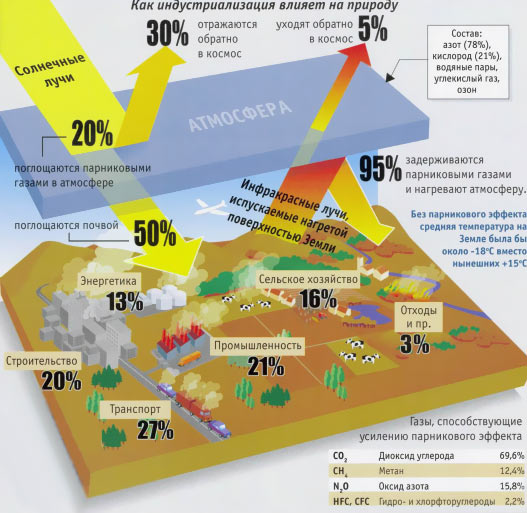 Как индустриализация влияет на природу
Солнечные
лучи
30%
отражаются
обратно
в космос
уходят обратно
в космос
5%
Состав:
азот (78%),
кислород (21%),
водяные пары,
углекислый газ,
озон
АТМОСФЕРА
20%
поглощаются парниковыми
газами в атмосфере
95%
задерживаются
парниковыми газами
и нагревают атмосферу.
Инфракрасные лучи,
испускаемые нагретой
поверхностью Земли
поглощаются почвой
50%
Без парникового эффекта
средняя температура на
Земле была бы
около -18°C вместо
нынешних +15°C
Энергетика
13%
Сельское хозяйство
16%
Отходы
и пр.
3%
Метан Метан
Промышленность
21%
Строительство
20%
Транспорт
27%
Газы, способствующие
усилению парникового эффекта
CO2 Диоксид углерода 69,6%
CH4 Метан 12,4%
N2O Оксид азота 15,8%
HFC, CFC Гидро- и хлорфторуглероды 2,2%